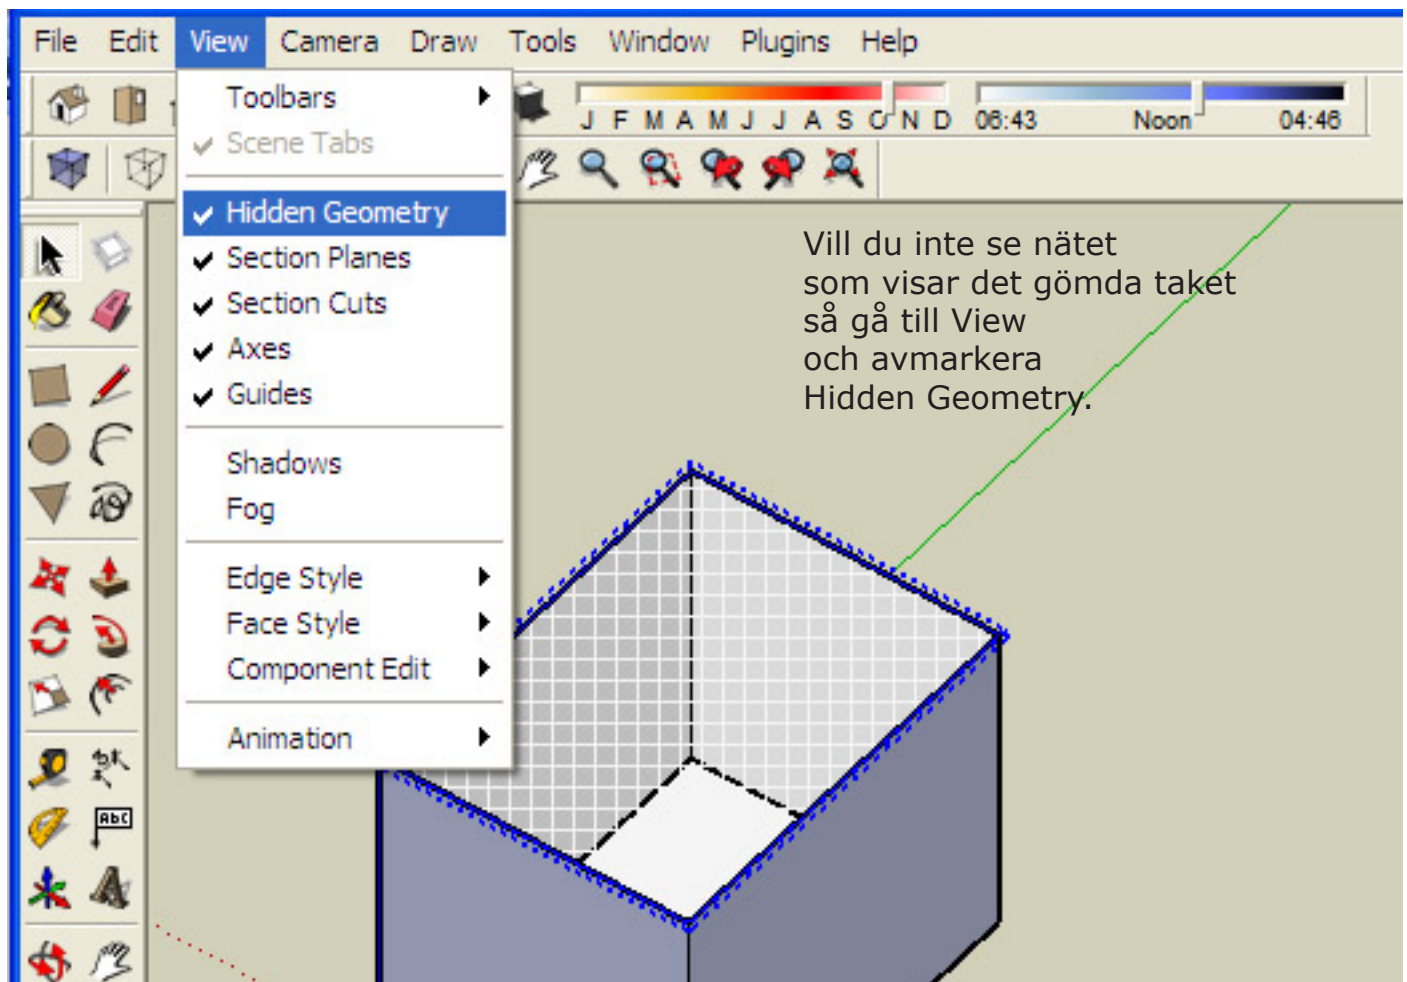 File Edit View Camera Draw Tools Window Plugins Help
Toolbars
J F M A M J J A S O N D 06:43 Noon 04:46
Scene Tabs
Hidden Geometry
Section Planes
Section Cuts
Axes
Guides
Shadows
Fog
Edge Style
Face Style
Component Edit
Animation
Vill du inte se nätet
som visar det gömda taket
så gå till View
och avmarkera
Hidden Geometry.
ABC